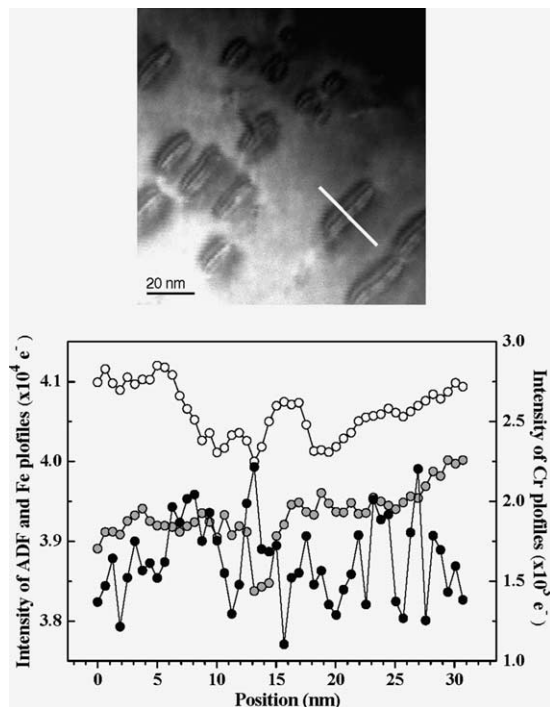 20 nm
Intensity of ADF and Fe plofiles (x10⁴ e⁻)
4.1
4.0
3.9
3.8
3.0
2.5
2.0
1.5
1.0
Intensity of Cr plofiles (x10³ e⁻)
0 5 10 15 20 25 30
Position (nm)